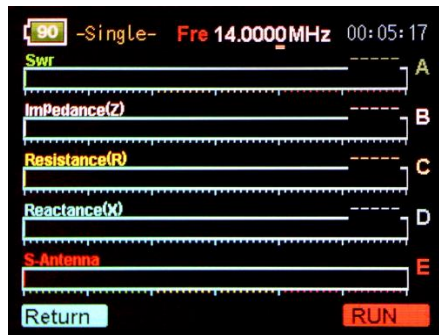 90 -Single- Fre 14.0000MHz 00:05:17
Swr ----- A
Impedance(Z) ----- B
Resistance(R) ----- C
Reactance(X) ----- D
S-Antenna E
Return RUN